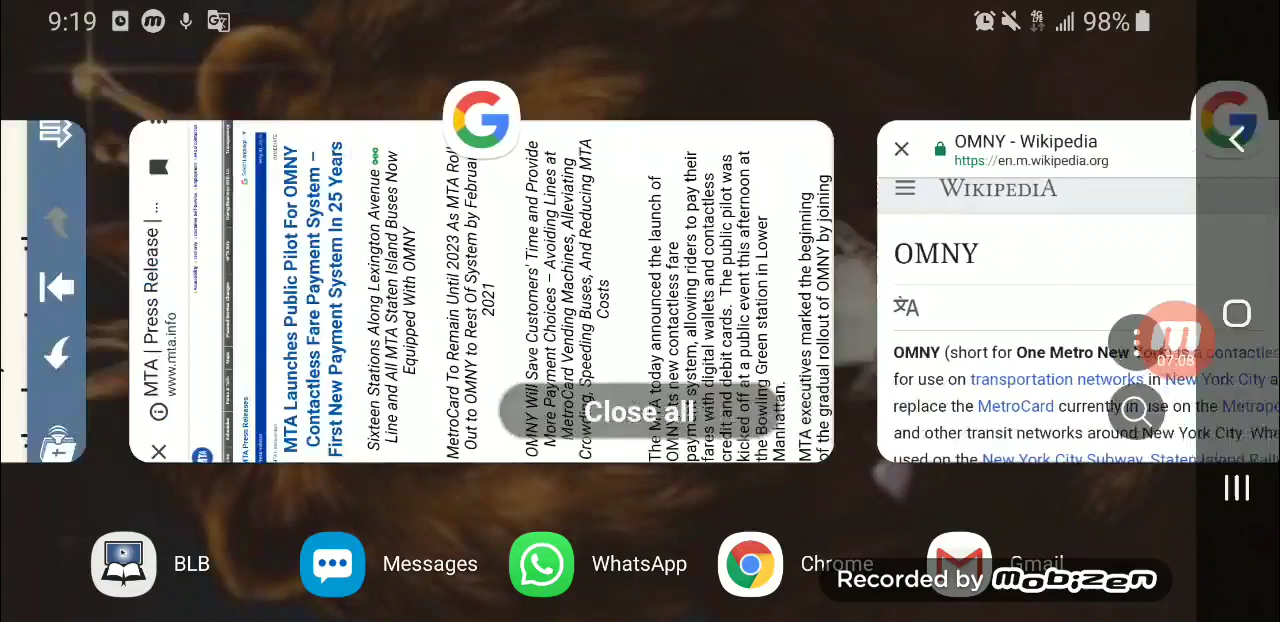 9:19
98%
MTA | Press Release | ...
www.mta.info
MTA Press Releases
MTA Launches Public Pilot For OMNY
Contactless Fare Payment System –
First New Payment System In 25 Years
Sixteen Stations Along Lexington Avenue
Line and All MTA Staten Island Buses Now
Equipped With OMNY
MetroCard To Remain Until 2023 As MTA Roll
Out to OMNY to Rest Of System by Februar
2021
OMNY Will Save Customers' Time and Provide
More Payment Choices – Avoiding Lines at
MetroCard Vending Machines, Alleviating
Speeding Buses, And Reducing MTA
Costs
The MTA today announced the launch of
its new contactless fare
payment system, allowing riders to pay their
fares with digital wallets and contactless
credit and debit cards. The public pilot was
kicked off at a public event this afternoon at
the Bowling Green station in Lower
Manhattan.
MTA executives marked the beginning
of the gradual rollout of OMNY by joining
Close all
OMNY - Wikipedia
https://en.m.wikipedia.org
WIKIPEDIA
OMNY
OMNY (short for One Metro New York) is a contactles
for use on transportation networks in New York City a
replace the MetroCard currently in use on the Metropo
and other transit networks around New York City. Whe
used on the New York City Subway, Staten Island Rail
07:08
BLB
Messages
WhatsApp
Chrome
Gmail
Recorded by mobizen